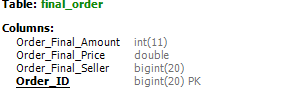 Table: final_order
Columns:
Order_Final_Amount int(11)
Order_Final_Price double
Order_Final_Seller bigint(20)
Order_ID bigint(20) PK